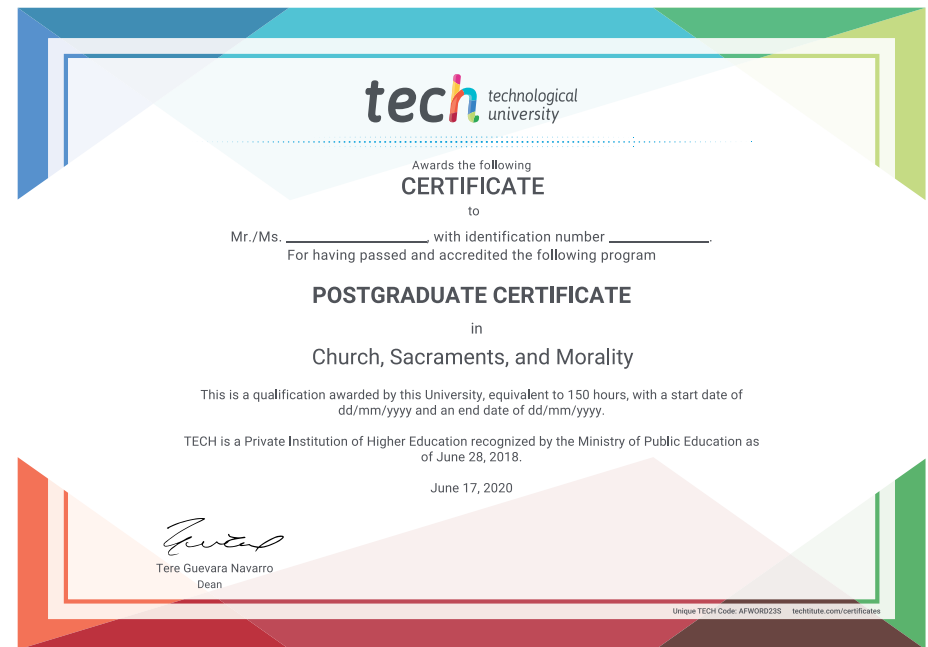 tech technological
university
Awards the following
CERTIFICATE
to
Mr./Ms. ____________________, with identification number ______________.
For having passed and accredited the following program
POSTGRADUATE CERTIFICATE
in
Church, Sacraments, and Morality
This is a qualification awarded by this University, equivalent to 150 hours, with a start date of
dd/mm/yyyy and an end date of dd/mm/yyyy.
TECH is a Private Institution of Higher Education recognized by the Ministry of Public Education as
of June 28, 2018.
June 17, 2020
Tere Guevara Navarro
Dean
Unique TECH Code: AFWORD23S techtitute.com/certificates